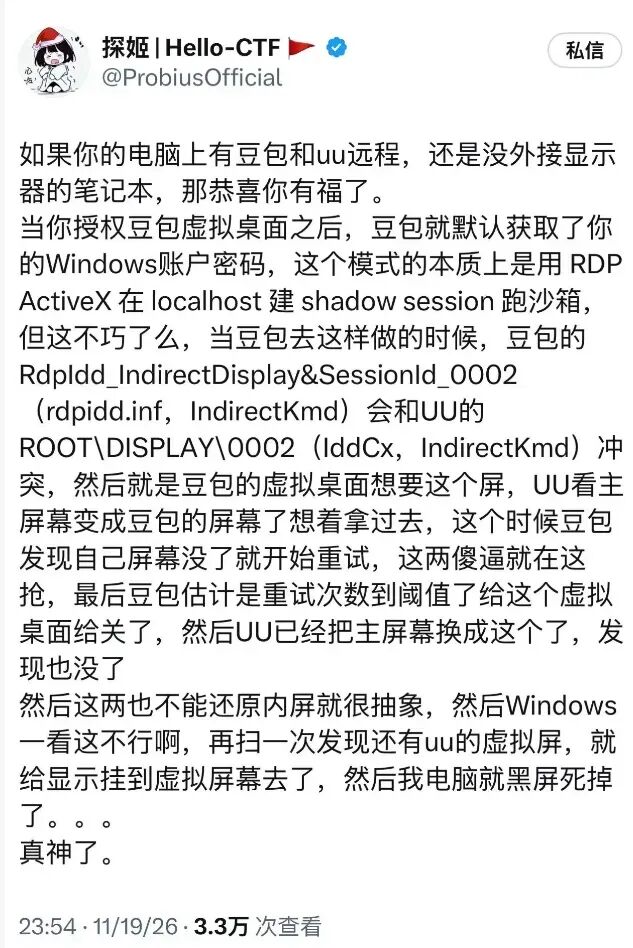 探姬 | Hello-CTF
@ProbiusOfficial
私信
如果你的电脑上有豆包和uu远程，还是没外接显示
器的笔记本，那恭喜你有福了。
当你授权豆包虚拟桌面之后，豆包就默认获取了你
的Windows账户密码，这个模式的本质上是用 RDP
ActiveX 在 localhost 建 shadow session 跑沙箱，
但这不巧了么，当豆包去这样做的时候，豆包的
RdpIdd_IndirectDisplay&SessionId_0002
（rdpidd.inf，IndirectKmd）会和UU的
ROOT\DISPLAY\0002（IddCx，IndirectKmd）冲
突，然后就是豆包的虚拟桌面想要这个屏，UU看主
屏幕变成豆包的屏幕了想着拿过去，这个时候豆包
发现自己屏幕没了就开始重试，这两傻逼就在这
抢，最后豆包估计是重试次数到阈值了给这个虚拟
桌面给关了，然后UU已经把主屏幕换成这个了，发
现也没了
然后这两也不能还原内屏就很抽象，然后Windows
一看这不行啊，再扫一次发现还有uu的虚拟屏，就
给显示挂到虚拟屏幕去了，然后我电脑就黑屏死掉
了。。。
真神了。
23:54 · 11/19/26 · 3.3万 次查看